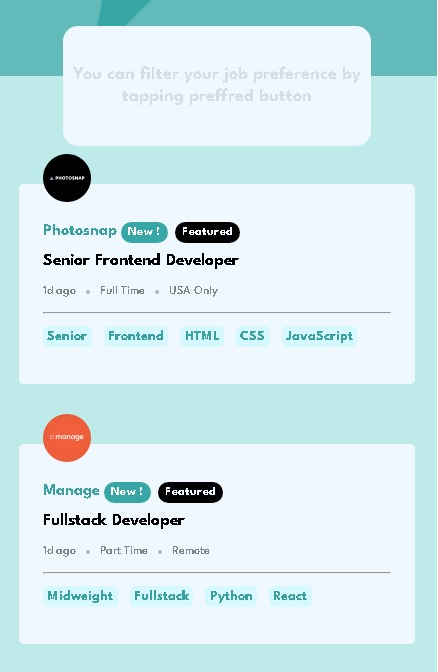 You can filter your job preference by
tapping preffred button
PHOTOSNAP
Photosnap New ! Featured
Senior Frontend Developer
1d ago • Full Time • USA Only
Senior Frontend HTML CSS JavaScript
manage
Manage New ! Featured
Fullstack Developer
1d ago • Part Time • Remote
Midweight Fullstack Python React